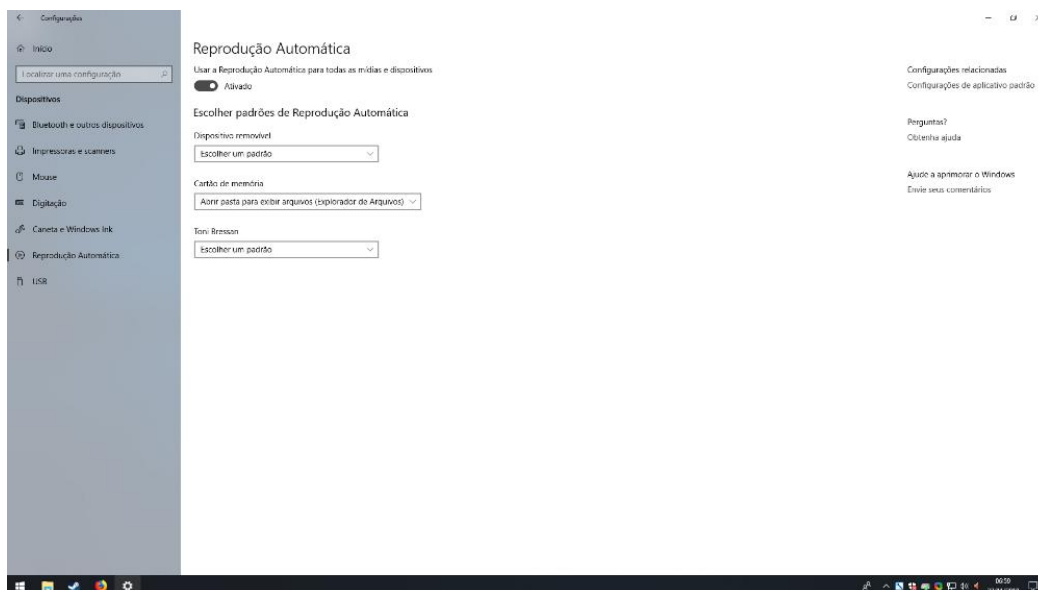 Configurações
Início
Localizar uma configuração
Dispositivos
Bluetooth e outros dispositivos
Impressoras e scanners
Mouse
Digitação
Caneta e Windows Ink
Reprodução Automática
USB
Reprodução Automática
Usar a Reprodução Automática para todas as mídias e dispositivos
Ativado
Escolher padrões de Reprodução Automática
Dispositivo removível
Escolher um padrão
Cartão de memória
Abrir pasta para exibir arquivos (Explorador de Arquivos)
Toni Bressan
Escolher um padrão
Configurações relacionadas
Configurações de aplicativo padrão
Perguntas?
Obtenha ajuda
Ajude a aprimorar o Windows
Envie seus comentários
06:59